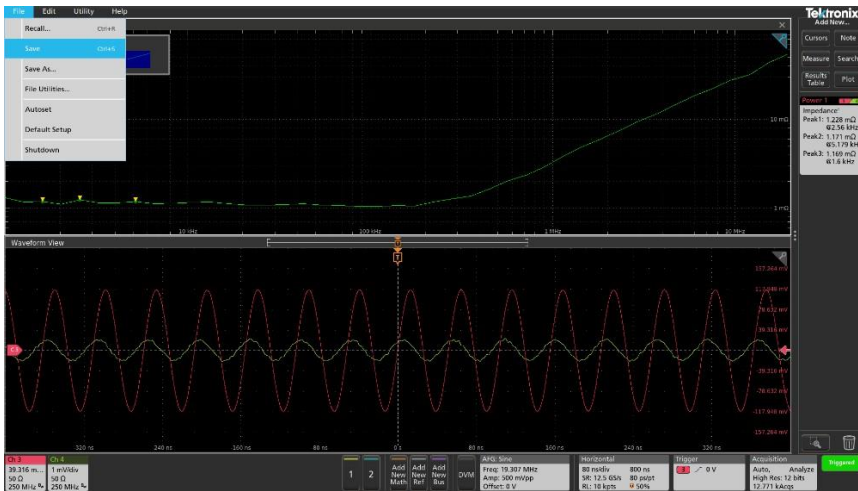 File Edit Utility Help
Tektronix
Add New...
Recall... Ctrl+R
Save
Save As...
File Utilities...
Autoset
Default Setup
Shutdown
Cursors Note
Measure Search
Results Table Plot
Power 1
Impedance
Peak1: 1.228 mΩ
@2.56 kHz
Peak2: 1.171 mΩ
@5.179 kH
Peak3: 1.169 mΩ
@1.6 kHz
10 mΩ
1 mΩ
10 kHz 100 kHz 1 MHz 10 MHz
Waveform View
T
157.264 mV
78.632 mV
39.316 mV
C3
-39.316 mV
-78.632 mV
-117.948 mV
-157.264 mV
-320 ns -240 ns -160 ns -80 ns 0 s 80 ns 160 ns 240 ns 320 ns
Ch 3
39.316 m...
50 Ω
250 MHz
Ch 4
1 mV/div
50 Ω
250 MHz
1 2
Add New Math
Add New Ref
Add New Bus
DVM
AFG: Sine
Freq: 19.307 MHz
Amp: 500 mVpp
Offset: 0 V
Horizontal
80 ns/div 800 ns
SR: 12.5 GS/s 80 ps/pt
RL: 10 kpts 50%
Trigger
3 0 V
Acquisition
Auto, Analyze
High Res: 12 bits
12.771 kAcqs
Triggered